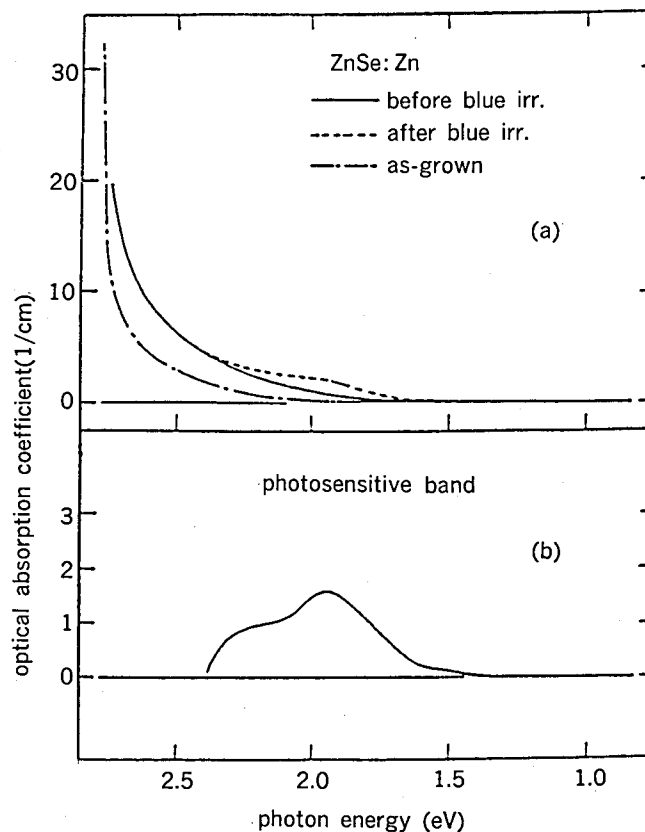 ZnSe: Zn
before blue irr.
after blue irr.
as-grown
(a)
30
20
10
0
optical absorption coefficient(1/cm)
photosensitive band
(b)
3
2
1
0
2.5
2.0
1.5
1.0
photon energy (eV)